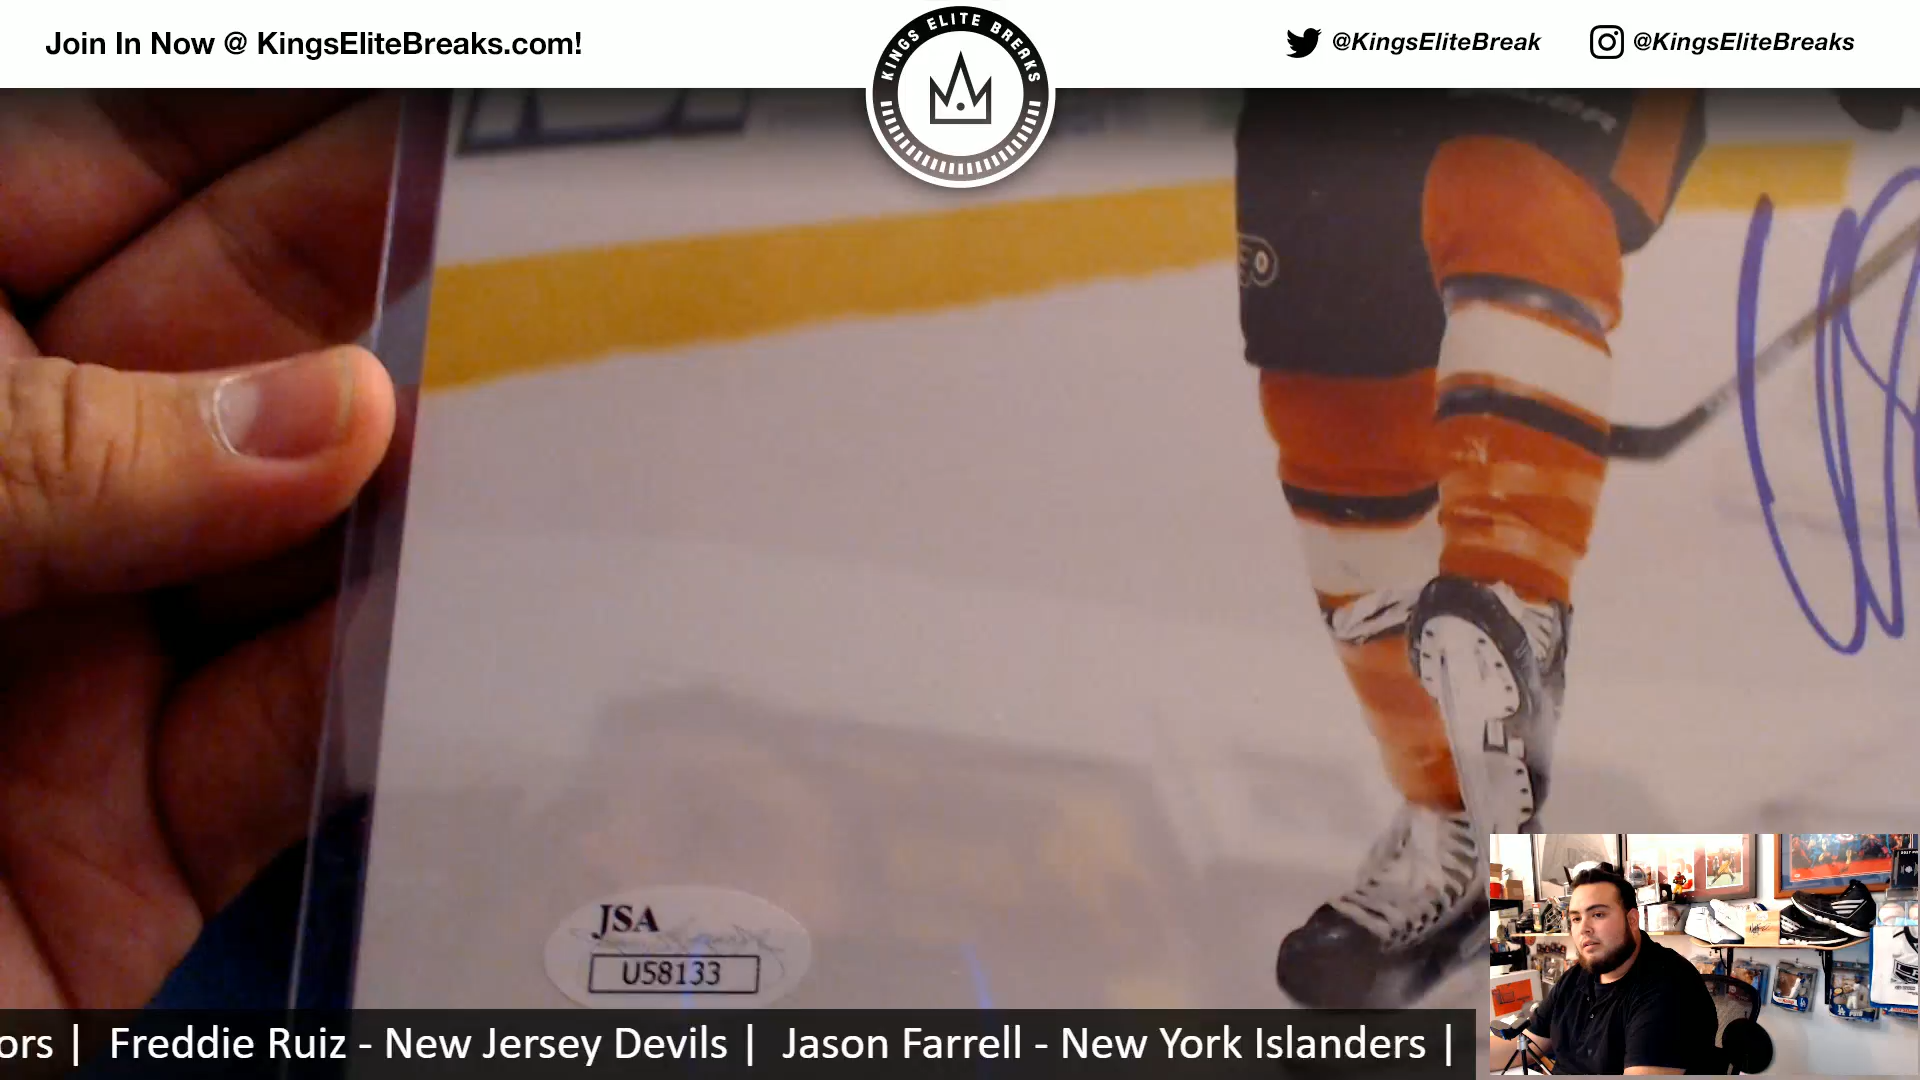 Join In Now @ KingsEliteBreaks.com!
KINGS ELITE BREAKS
@KingsEliteBreak
@KingsEliteBreaks
JSA
U58133
ors | Freddie Ruiz - New Jersey Devils | Jason Farrell - New York Islanders |